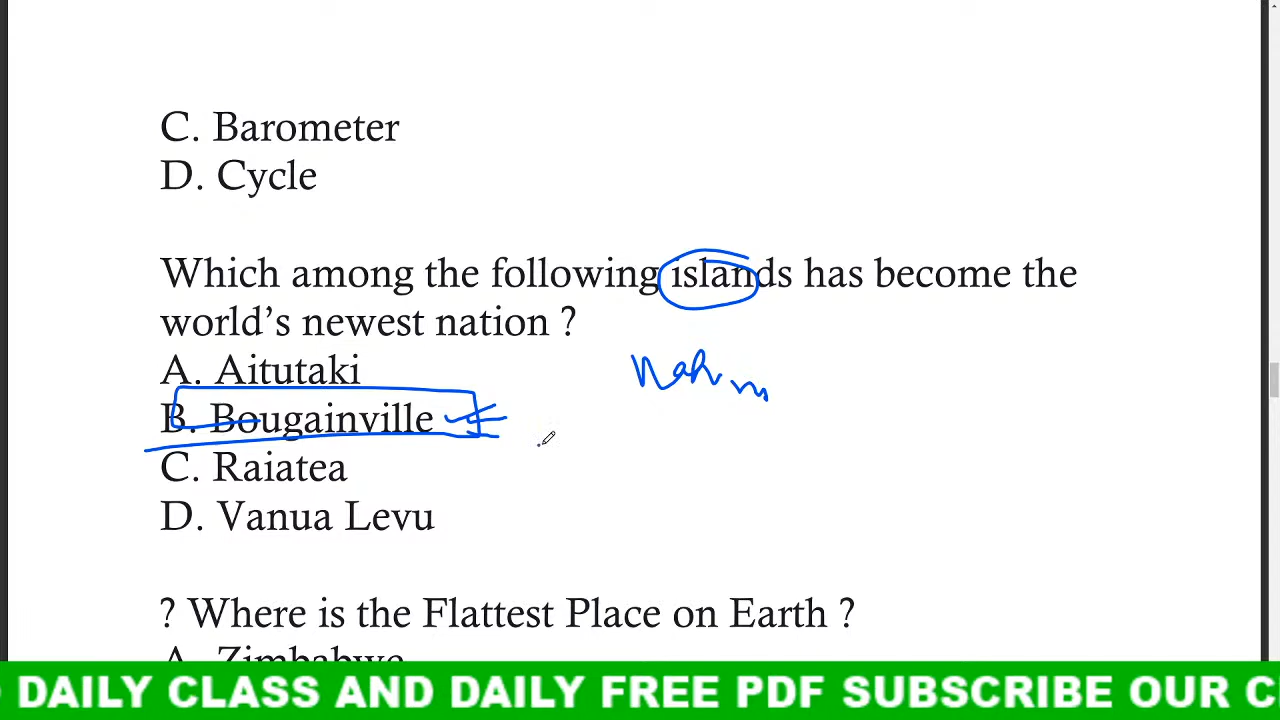 C. Barometer
D. Cycle
Which among the following islands has become the
world's newest nation ?
A. Aitutaki
B. Bougainville
C. Raiatea
D. Vanua Levu
? Where is the Flattest Place on Earth ?
A. Zimbabwe
DAILY CLASS AND DAILY FREE PDF SUBSCRIBE OUR C